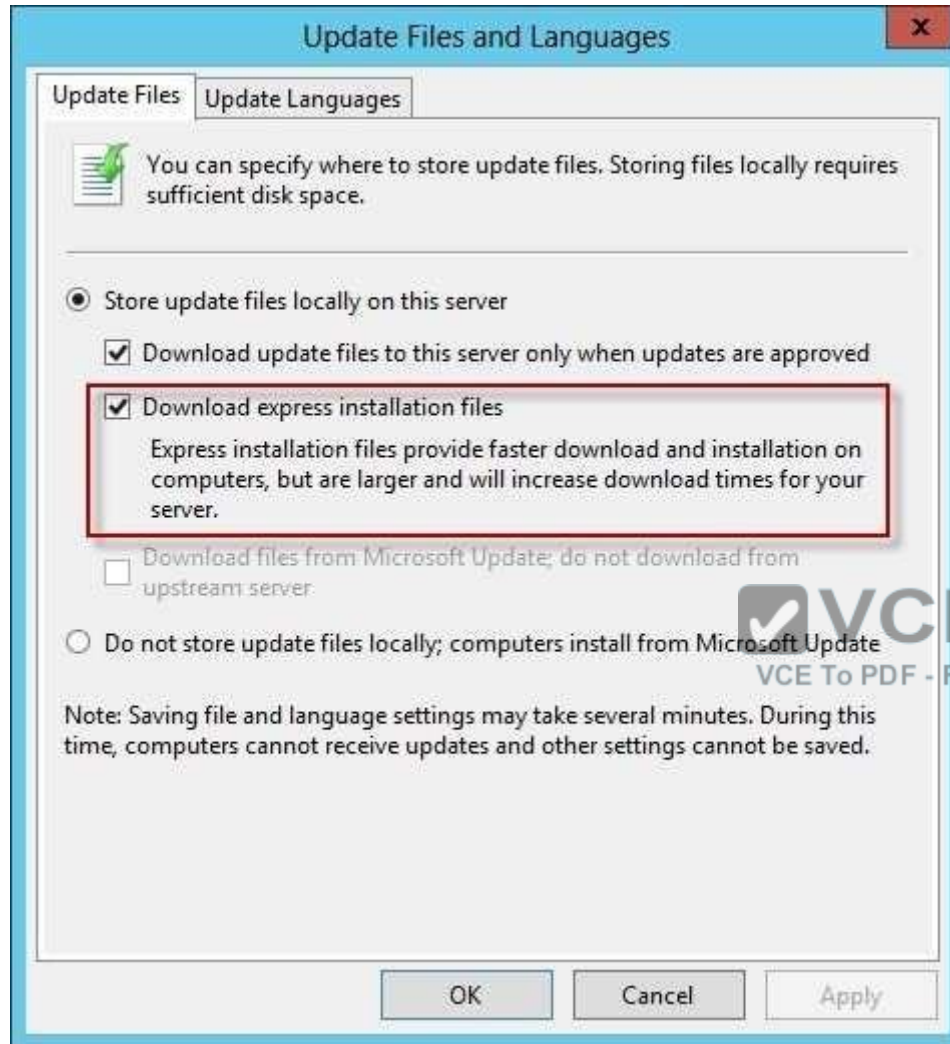 Update Files and Languages
x
Update Files
Update Languages
You can specify where to store update files. Storing files locally requires
sufficient disk space.
Store update files locally on this server
Download update files to this server only when updates are approved
Download express installation files
Express installation files provide faster download and installation on
computers, but are larger and will increase download times for your
server.
Download files from Microsoft Update; do not download from
upstream server
VC
Do not store update files locally; computers install from Microsoft Update
VCE To PDF -
Note: Saving file and language settings may take several minutes. During this
time, computers cannot receive updates and other settings cannot be saved.
OK
Cancel
Apply